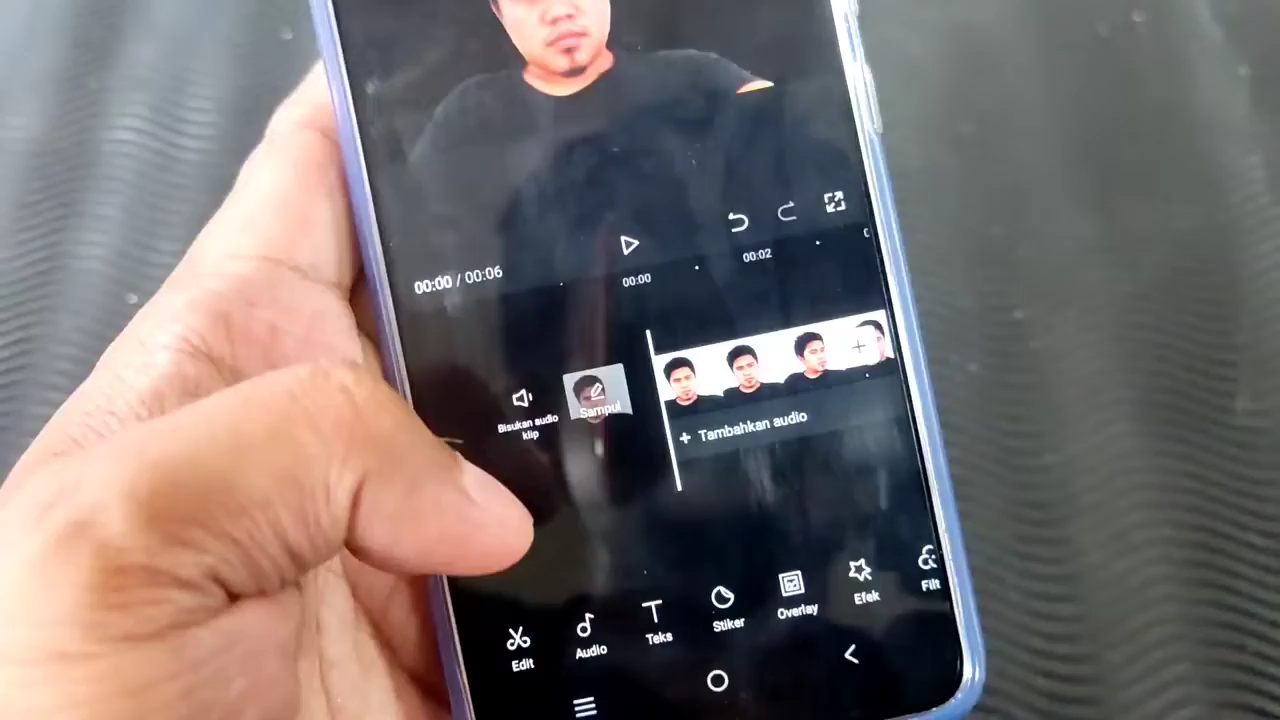 00:00 / 00:06
00:00
00:02
Bisukan audio
klip
Sampul
+ Tambahkan audio
Edit
Audio
Teks
Stiker
Overlay
Efek
Filt